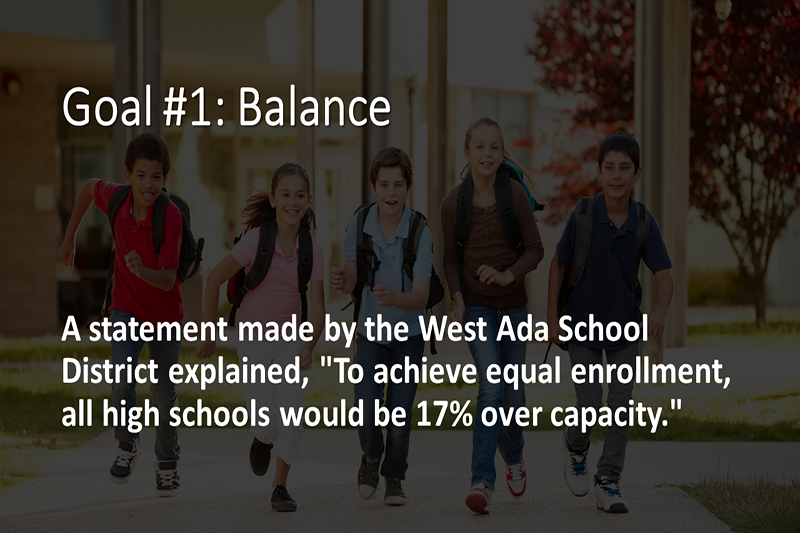 Goal #1: Balance
A statement made by the West Ada School
District explained, "To achieve equal enrollment,
all high schools would be 17% over capacity."